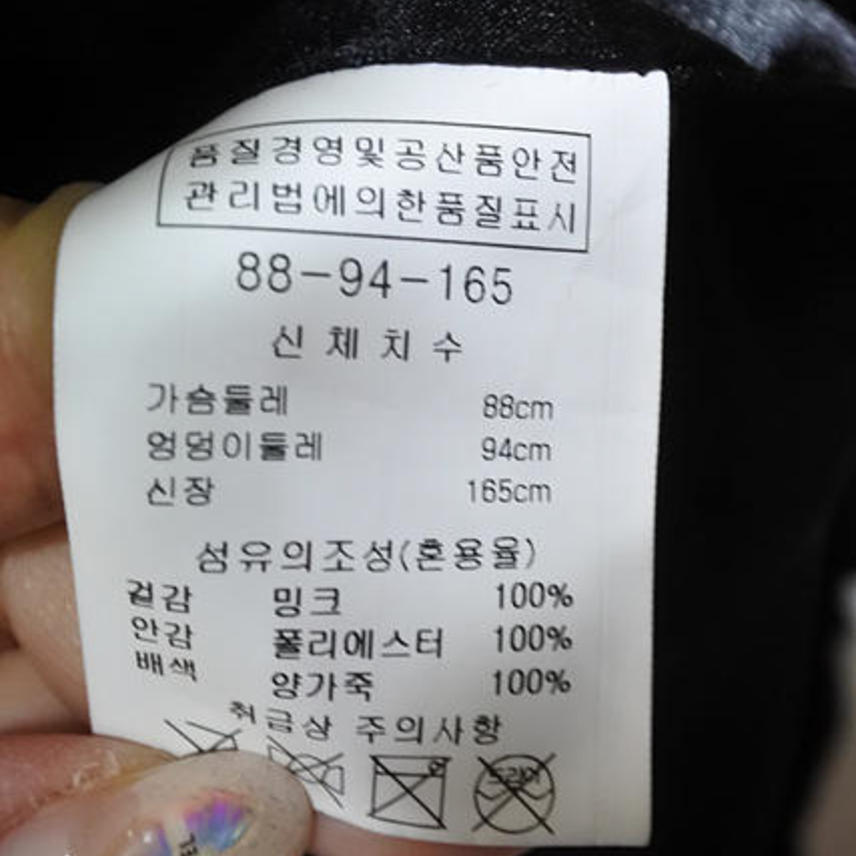 품질경영및공산품안전
관리법에의한품질표시
88-94-165
신체치수
가슴둘레 88cm
엉덩이둘레 94cm
신장 165cm
섬유의조성(혼용율)
겉감 밍크 100%
안감 폴리에스터 100%
배색 양가죽 100%
취급상 주의사항
드라이